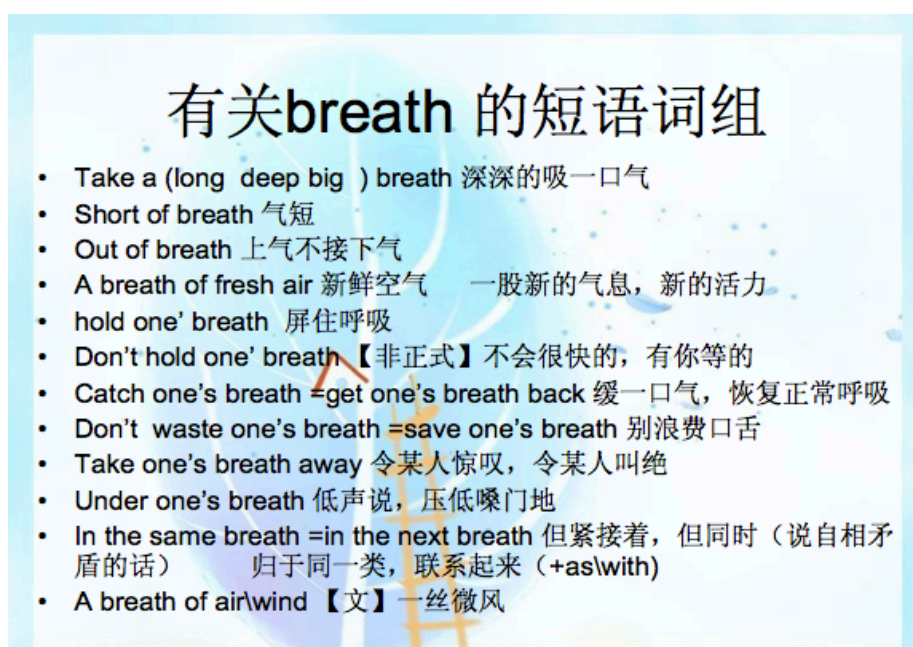 有关breath 的短语词组
• Take a (long deep big ) breath 深深的吸一口气
• Short of breath 气短
• Out of breath 上气不接下气
• A breath of fresh air 新鲜空气 一股新的气息，新的活力
• hold one' breath 屏住呼吸
• Don't hold one' breath 【非正式】不会很快的，有你等的
• Catch one's breath =get one's breath back 缓一口气，恢复正常呼吸
• Don't waste one's breath =save one's breath 别浪费口舌
• Take one's breath away 令某人惊叹，令某人叫绝
• Under one's breath 低声说，压低嗓门地
• In the same breath =in the next breath 但紧接着，但同时（说自相矛
盾的话） 归于同一类，联系起来（+as\with)
• A breath of air\wind 【文】一丝微风